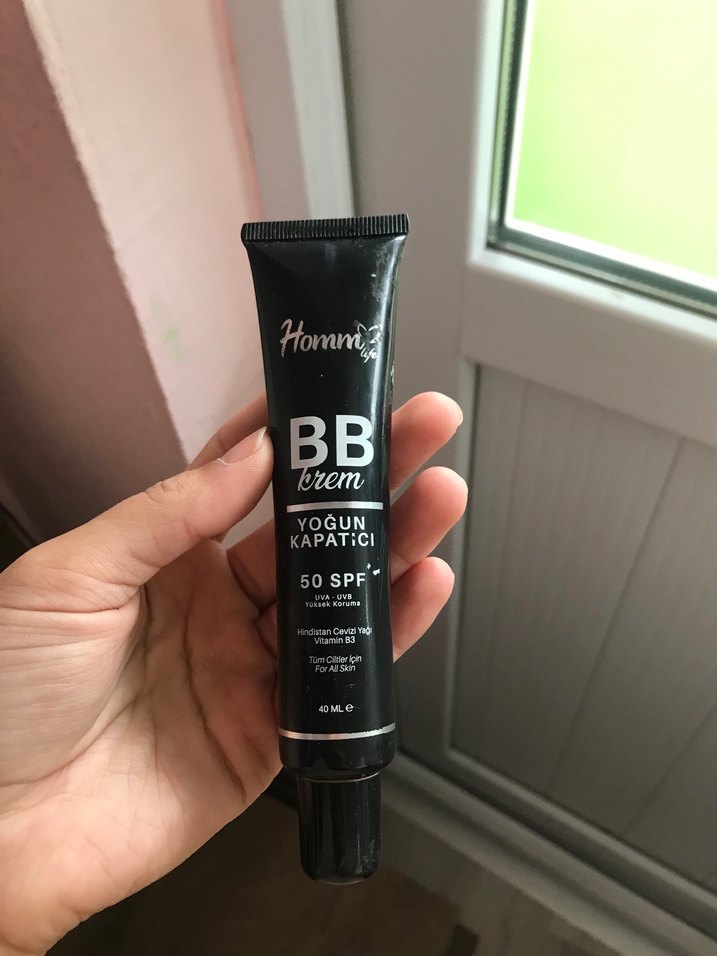 Homm
life
BB
krem
YOĞUN
KAPATiCI
50 SPF
UVA - UVB
Yüksek Koruma
Hindistan Cevizi Yağı
Vitamin B3
Tüm Ciltler İçin
For All Skin
40 ML e